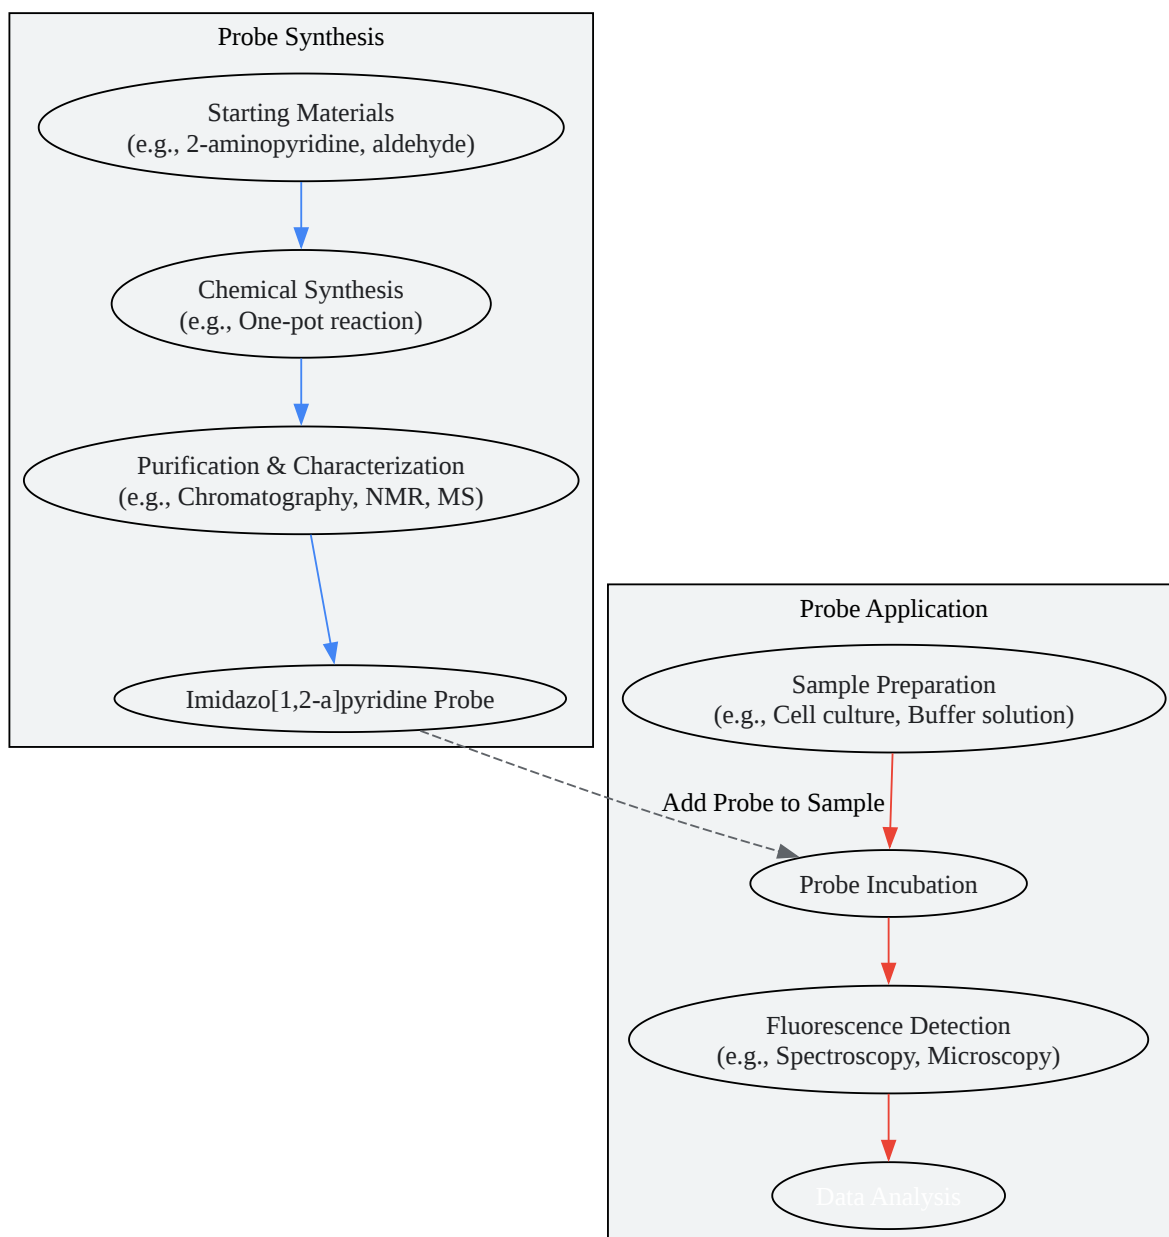 Probe Synthesis
Starting Materials
(e.g., 2-aminopyridine, aldehyde)
Chemical Synthesis
(e.g., One-pot reaction)
Purification & Characterization
(e.g., Chromatography, NMR, MS)
Imidazo[1,2-a]pyridine Probe
Probe Application
Sample Preparation
(e.g., Cell culture, Buffer solution)
Add Probe to Sample
Probe Incubation
Fluorescence Detection
(e.g., Spectroscopy, Microscopy)
Data Analysis